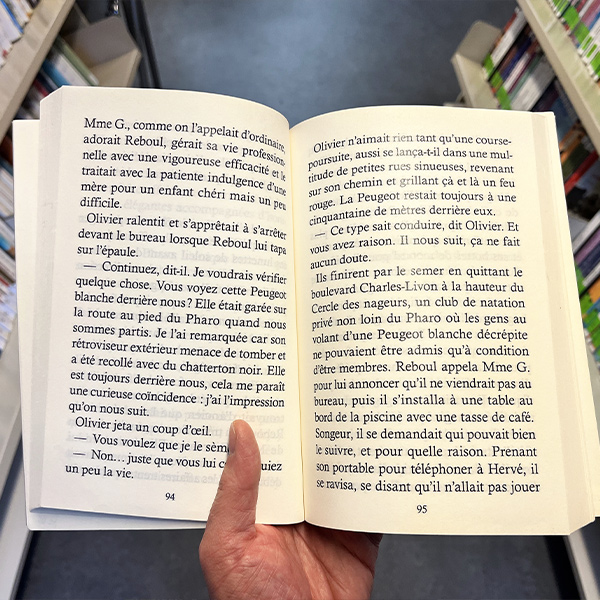 Mme G., comme on l'appelait d'ordinaire,
adorait Reboul, gérait sa vie profession-
nelle avec une vigoureuse efficacité et le
traitait avec la patiente indulgence d'une
mère pour un enfant chéri mais un peu
difficile.
Olivier ralentit et s'apprêtait à s'arrêter
devant le bureau lorsque Reboul lui tapa
sur l'épaule.
— Continuez, dit-il. Je voudrais vérifier
quelque chose. Vous voyez cette Peugeot
blanche derrière nous ? Elle était garée sur
la route au pied du Pharo quand nous
sommes partis. Je l'ai remarquée car son
rétroviseur extérieur menace de tomber et
a été recollé avec du chatterton noir. Elle
est toujours derrière nous, cela me paraît
une curieuse coïncidence : j'ai l'impression
qu'on nous suit.
Olivier jeta un coup d'œil.
— Vous voulez que je le
— Non… juste que vous lui
un peu la vie.
94
Olivier n'aimait rien tant qu'une course-
poursuite, aussi se lança-t-il dans une mul-
titude de petites rues sinueuses, revenant
sur son chemin et grillant çà et là un feu
rouge. La Peugeot restait toujours à une
cinquantaine de mètres derrière eux.
— Ce type sait conduire, dit Olivier. Et
vous avez raison. Il nous suit, ça ne fait
aucun doute.
Ils finirent par le semer en quittant le
boulevard Charles-Livon à la hauteur du
Cercle des nageurs, un club de natation
privé non loin du Pharo où les gens au
volant d'une Peugeot blanche décrépite
ne pouvaient être admis qu'à condition
d'être membres. Reboul appela Mme G.
pour lui annoncer qu'il ne viendrait pas au
bureau, puis il s'installa à une table au
bord de la piscine avec une tasse de café.
Songeur, il se demandait qui pouvait bien
le suivre, et pour quelle raison. Prenant
son portable pour téléphoner à Hervé, il
se ravisa, se disant qu'il n'allait pas jouer
95